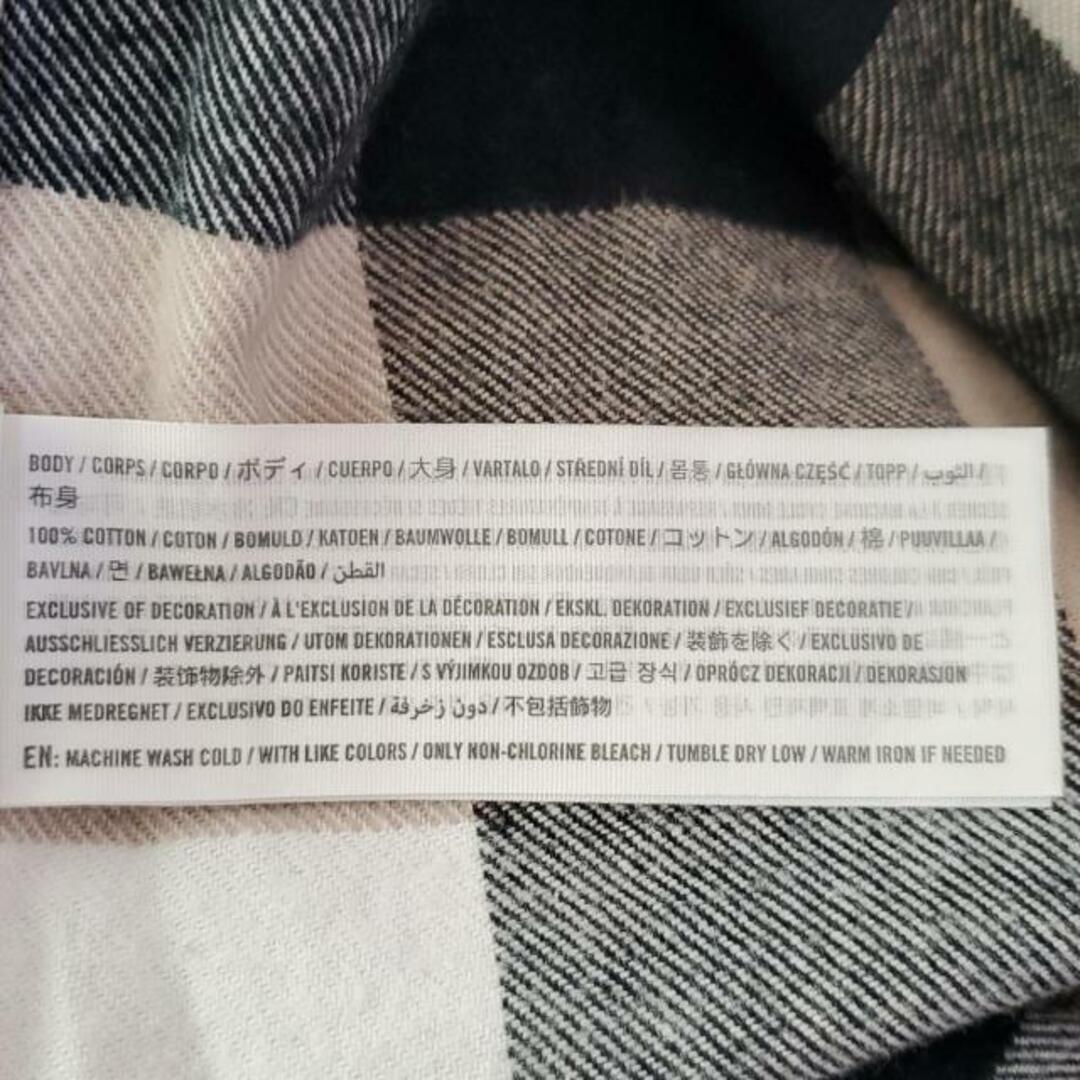 BODY / CORPS / CORPO / ボディ / CUERPO / 大身 / VARTALO / STŘEDNÍ DÍL / 몸통 / GŁÓWNA CZĘŚĆ / TOPP / الثوب /
布身
100% COTTON / COTON / BOMULD / KATOEN / BAUMWOLLE / BOMULL / COTONE / コットン / ALGODÓN / 棉 / PUUVILLAA /
BAVLNA / 면 / BAWEŁNA / ALGODÃO / القطن
EXCLUSIVE OF DECORATION / À L'EXCLUSION DE LA DÉCORATION / EKSKL. DEKORATION / EXCLUSIEF DECORATIE /
AUSSCHLIESSLICH VERZIERUNG / UTOM DEKORATIONEN / ESCLUSA DECORAZIONE / 装飾を除く / EXCLUSIVO DE
DECORACIÓN / 装饰物除外 / PAITSI KORISTE / S VÝJIMKOU OZDOB / 고급 장식 / OPRÓCZ DEKORACJI / DEKORASJON
IKKE MEDREGNET / EXCLUSIVO DO ENFEITE / دون زخرفة / 不包括飾物
EN: MACHINE WASH COLD / WITH LIKE COLORS / ONLY NON-CHLORINE BLEACH / TUMBLE DRY LOW / WARM IRON IF NEEDED